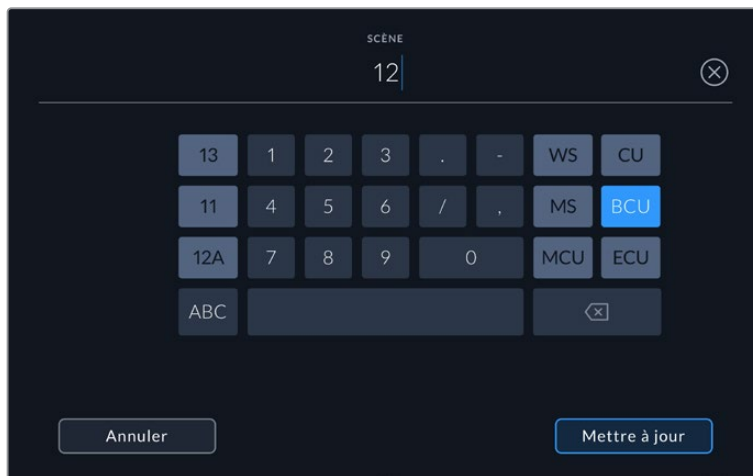 SCÈNE
12
13 1 2 3 . - WS CU
11 4 5 6 / , MS BCU
12A 7 8 9 0 MCU ECU
ABC
Annuler Mettre à jour